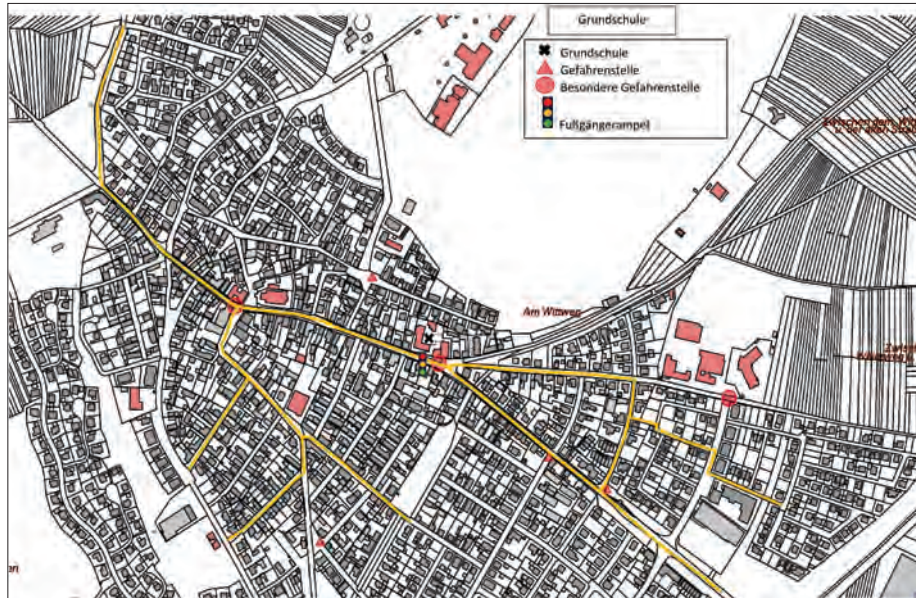 Grundschule
Grundschule
Gefahrenstelle
Besondere Gefahrenstelle
Fußgängerampel
Am Wittweg